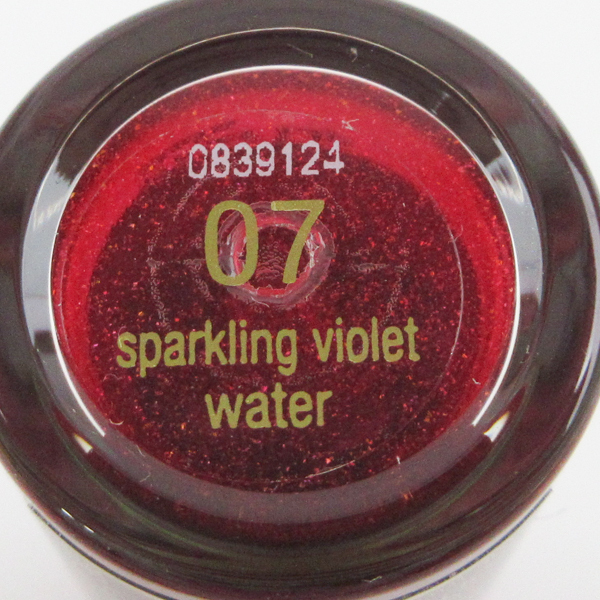 0839124
07
sparkling violet
water